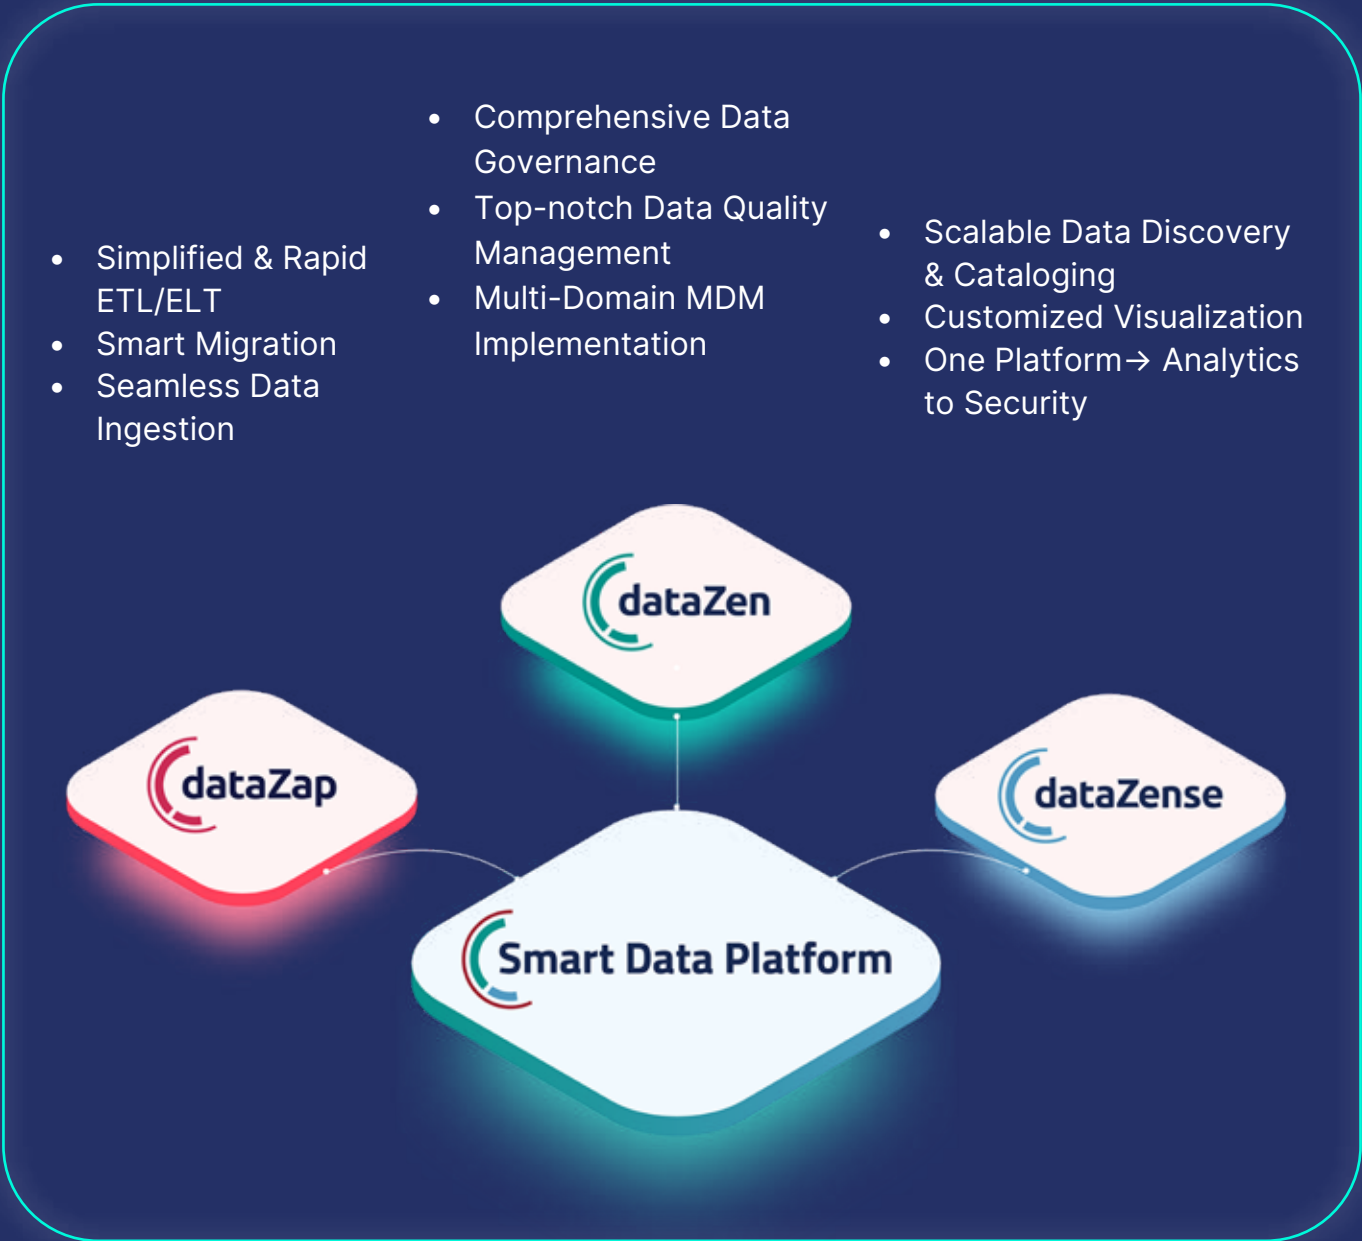 • Simplified & Rapid
ETL/ELT
• Smart Migration
• Seamless Data
Ingestion
• Comprehensive Data
Governance
• Top-notch Data Quality
Management
• Multi-Domain MDM
Implementation
• Scalable Data Discovery
& Cataloging
• Customized Visualization
• One Platform→ Analytics
to Security
dataZen
dataZap
dataZense
Smart Data Platform